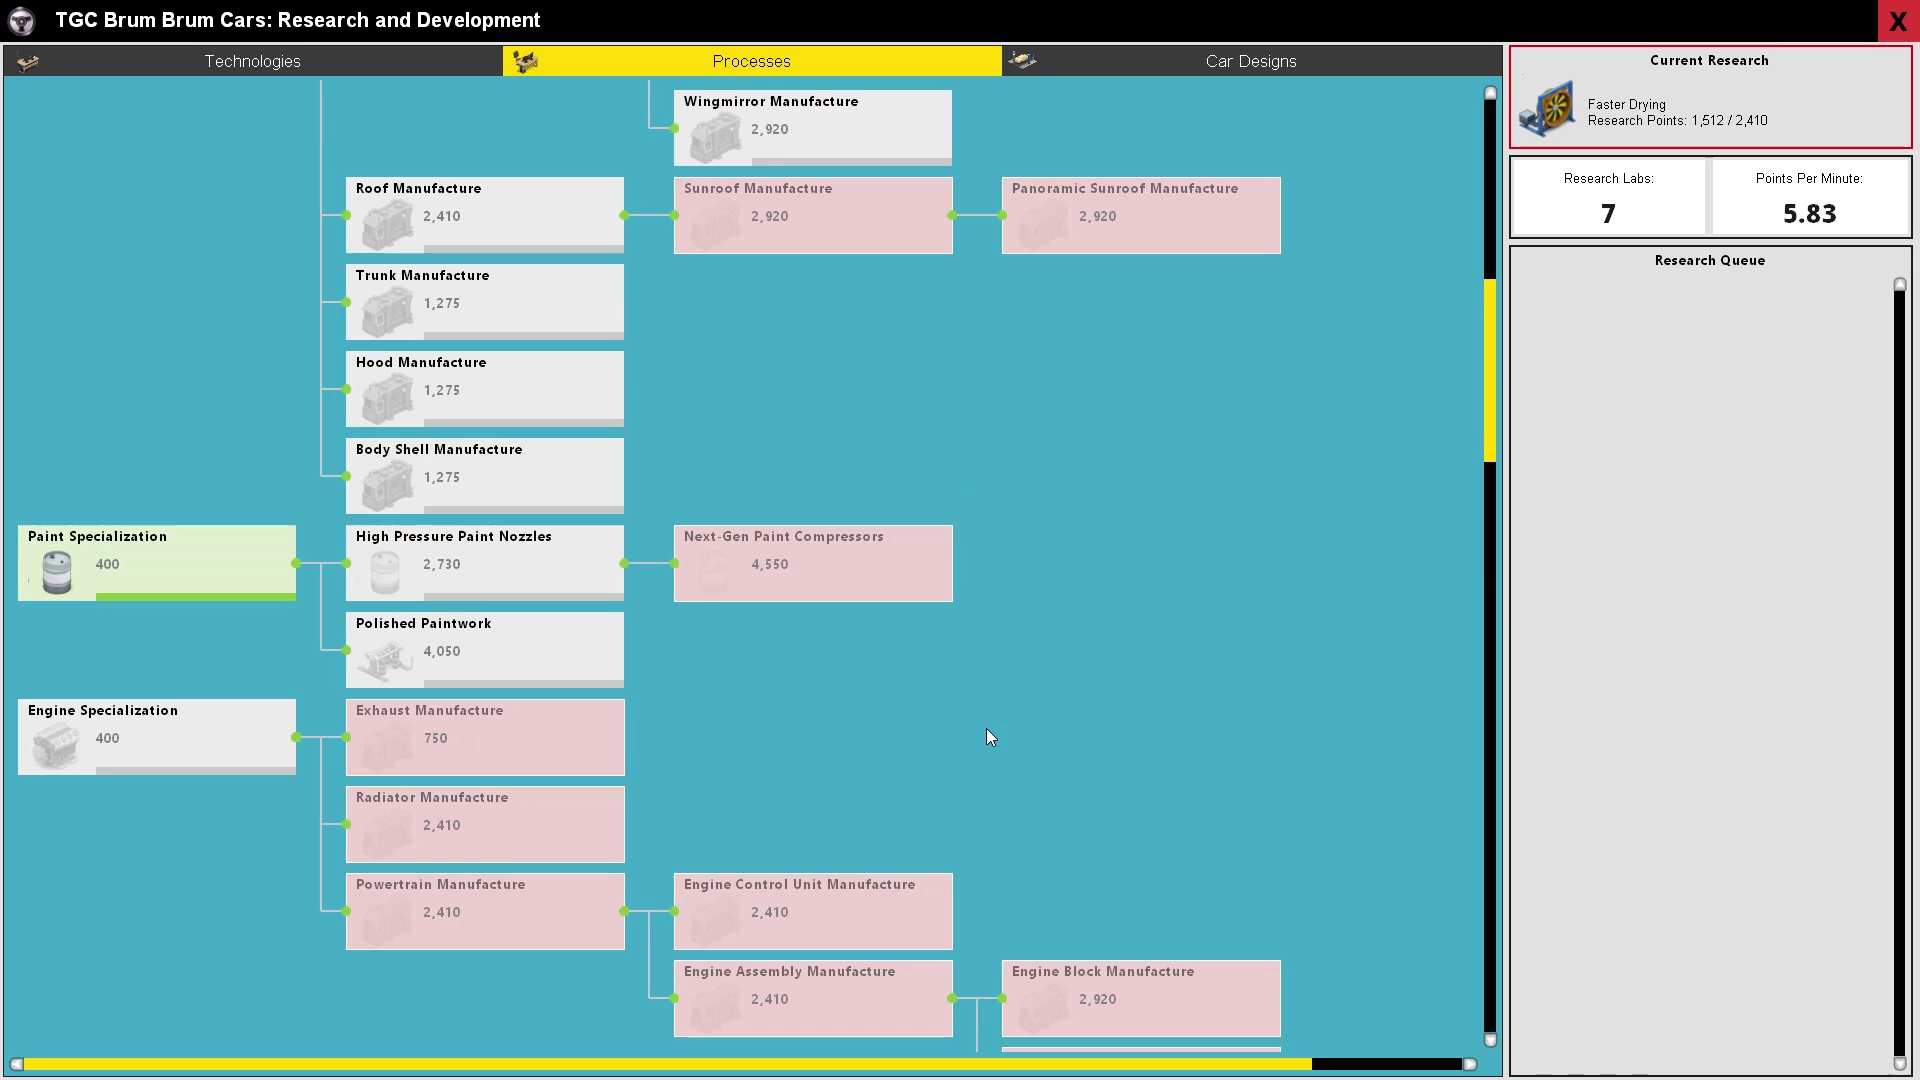 TGC Brum Brum Cars: Research and Development
X
Technologies
Processes
Car Designs
Current Research
Faster Drying
Research Points: 1,512 / 2,410
Research Labs:
7
Points Per Minute:
5.83
Research Queue
Wingmirror Manufacture
2,920
Roof Manufacture
2,410
Sunroof Manufacture
2,920
Panoramic Sunroof Manufacture
2,920
Trunk Manufacture
1,275
Hood Manufacture
1,275
Body Shell Manufacture
1,275
Paint Specialization
400
High Pressure Paint Nozzles
2,730
Next-Gen Paint Compressors
4,550
Polished Paintwork
4,050
Engine Specialization
400
Exhaust Manufacture
750
Radiator Manufacture
2,410
Powertrain Manufacture
2,410
Engine Control Unit Manufacture
2,410
Engine Assembly Manufacture
2,410
Engine Block Manufacture
2,920